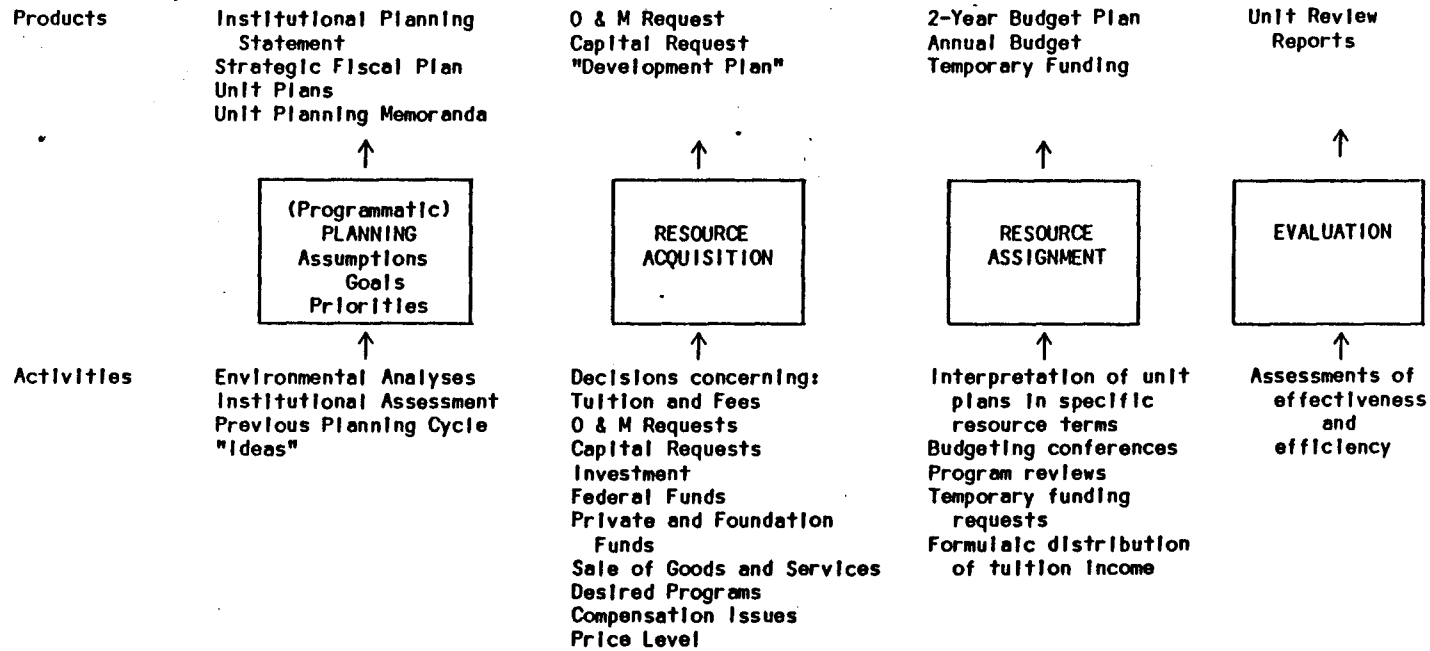 Products
Institutional Planning
Statement
Strategic Fiscal Plan
Unit Plans
Unit Planning Memoranda
O & M Request
Capital Request
"Development Plan"
2-Year Budget Plan
Annual Budget
Temporary Funding
Unit Review
Reports
(Programmatic)
PLANNING
Assumptions
Goals
Priorities
RESOURCE
ACQUISITION
RESOURCE
ASSIGNMENT
EVALUATION
Activities
Environmental Analyses
Institutional Assessment
Previous Planning Cycle
"Ideas"
Decisions concerning:
Tuition and Fees
O & M Requests
Capital Requests
Investment
Federal Funds
Private and Foundation
Funds
Sale of Goods and Services
Desired Programs
Compensation Issues
Price Level
Interpretation of unit
plans in specific
resource terms
Budgeting conferences
Program reviews
Temporary funding
requests
Formulaic distribution
of tuition income
Assessments of
effectiveness
and
efficiency